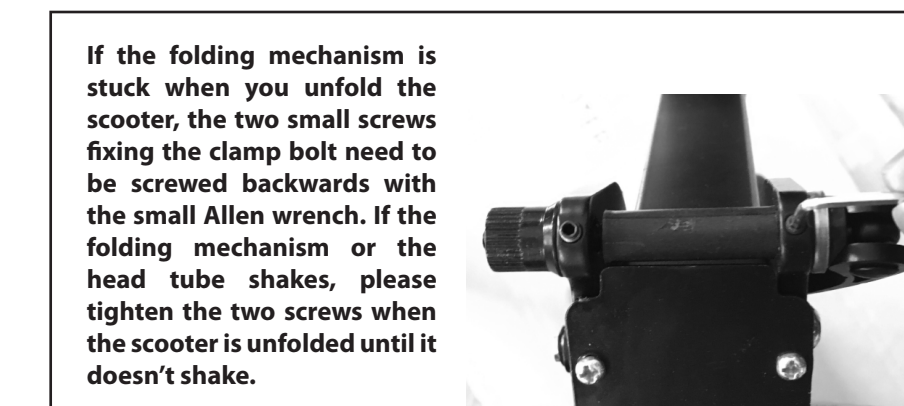 If the folding mechanism is
stuck when you unfold the
scooter, the two small screws
fixing the clamp bolt need to
be screwed backwards with
the small Allen wrench. If the
folding mechanism or the
head tube shakes, please
tighten the two screws when
the scooter is unfolded until it
doesn’t shake.